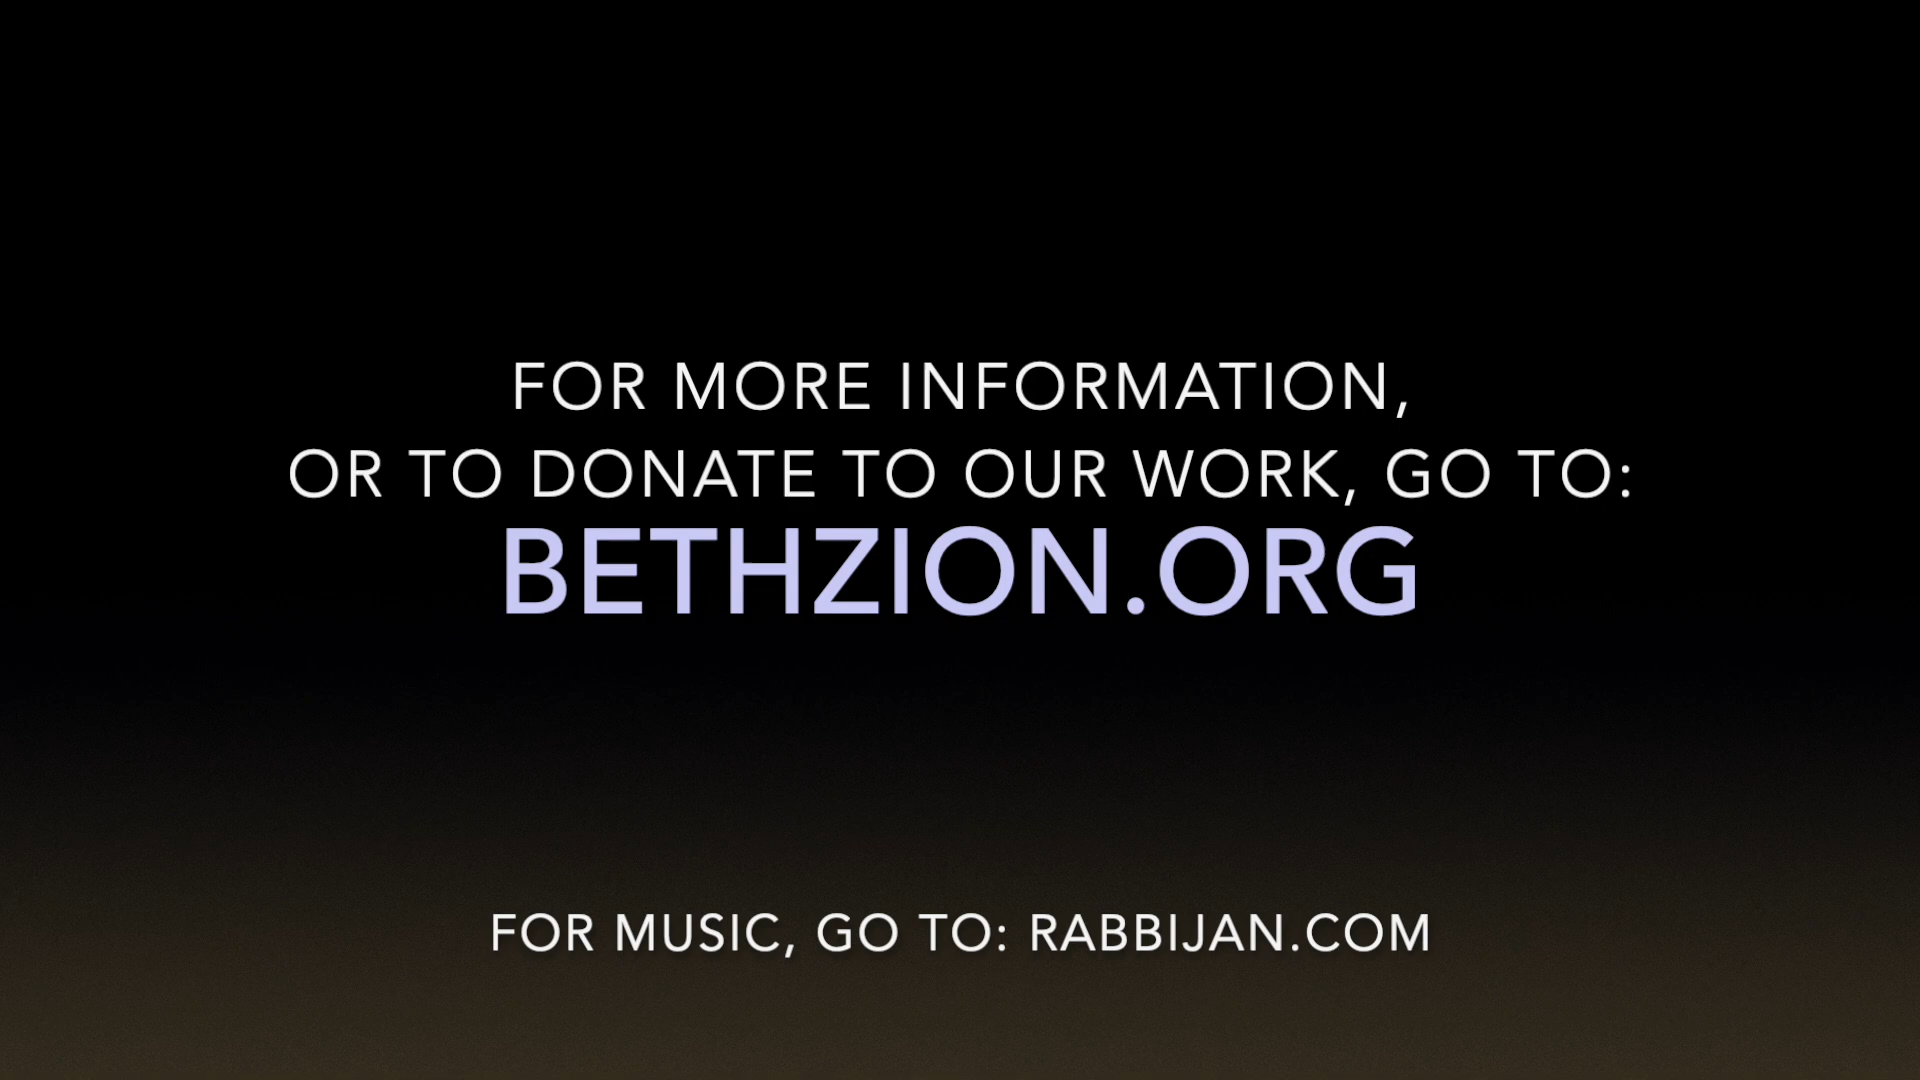 FOR MORE INFORMATION,
OR TO DONATE TO OUR WORK, GO TO:
BETHZION.ORG
FOR MUSIC, GO TO: RABBIJAN.COM